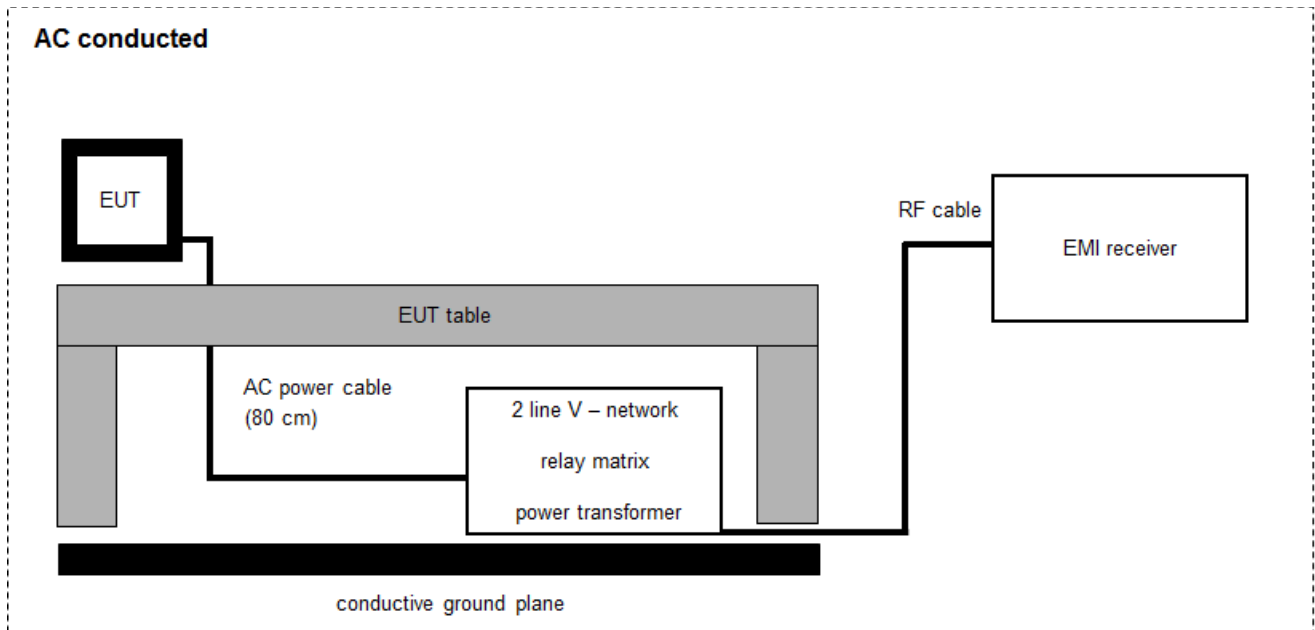 AC conducted
EUT
RF cable
EMI receiver
EUT table
AC power cable
(80 cm)
2 line V – network
relay matrix
power transformer
conductive ground plane